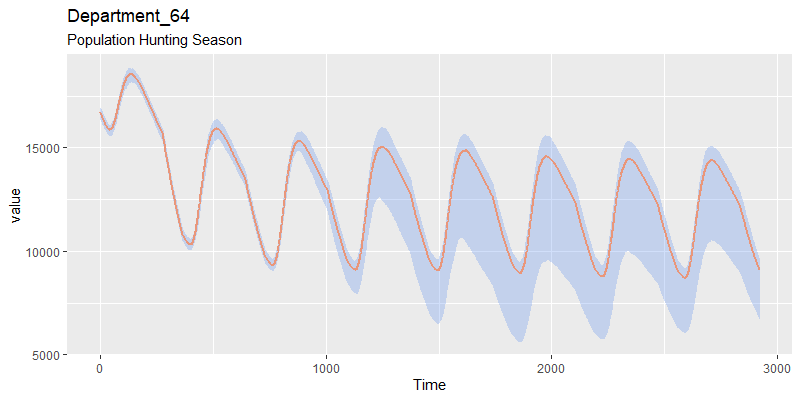 Department_64
Population Hunting Season
15000
10000
5000
value
0 1000 2000 3000
Time